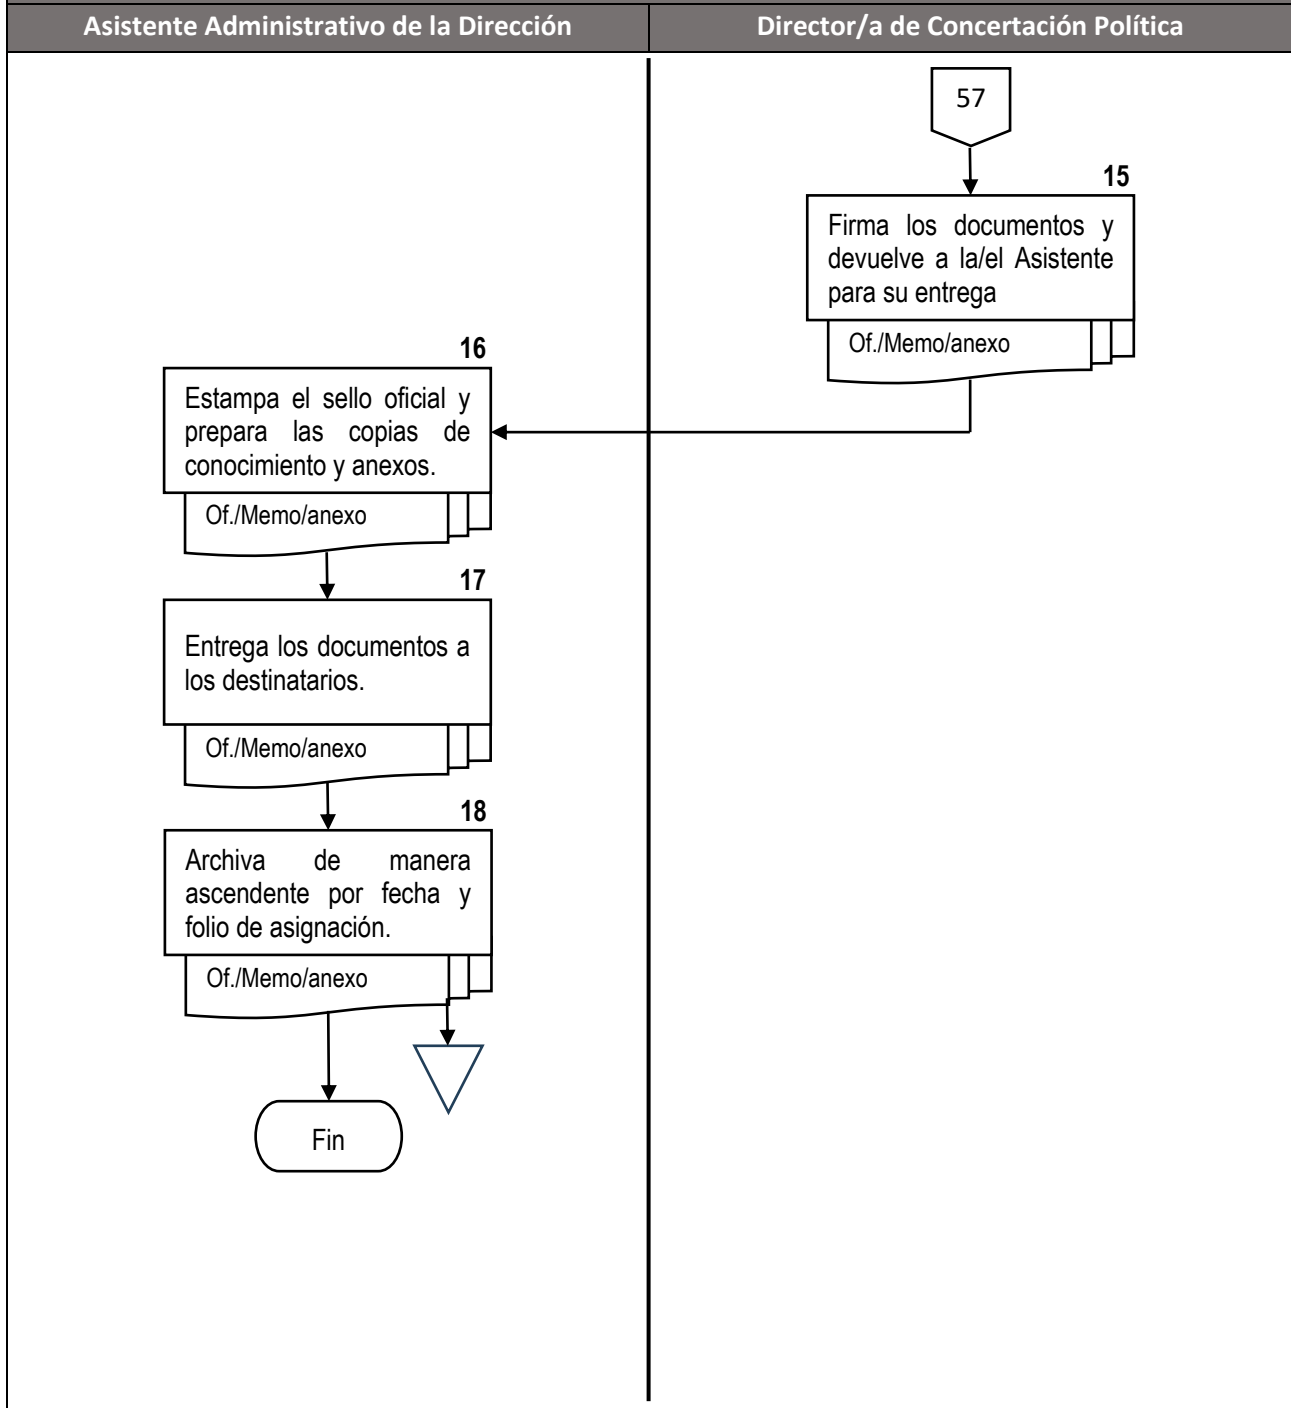 Asistente Administrativo de la Dirección
Director/a de Concertación Política
57
15
Firma los documentos y
devuelve a la/el Asistente
para su entrega
Of./Memo/anexo
16
Estampa el sello oficial y
prepara las copias de
conocimiento y anexos.
Of./Memo/anexo
17
Entrega los documentos a
los destinatarios.
Of./Memo/anexo
18
Archiva de manera
ascendente por fecha y
folio de asignación.
Of./Memo/anexo
Fin